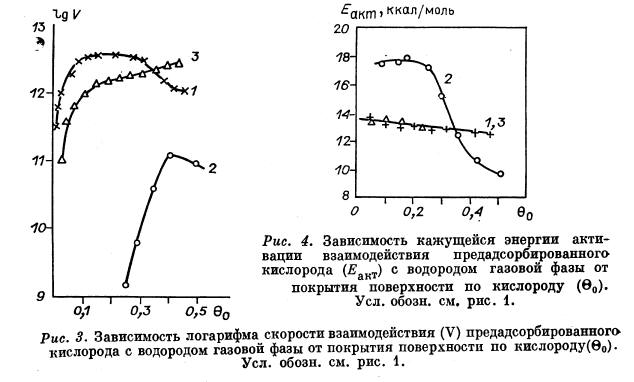 lg V
13
12
11
10
9
0,1
0,3
0,5
θ₀
1
2
3
Eакт, ккал/моль
20
18
16
14
12
10
8
0
0,2
0,4
θ₀
2
1,3
Рис. 4. Зависимость кажущейся энергии акти-
вации взаимодействия предадсорбированного
кислорода (Eакт) с водородом газовой фазы от
покрытия поверхности по кислороду (θ₀).
Усл. обозн. см. рис. 1.
Рис. 3. Зависимость логарифма скорости взаимодействия (V) предадсорбированного
кислорода с водородом газовой фазы от покрытия поверхности по кислороду(θ₀).
Усл. обозн. см. рис. 1.